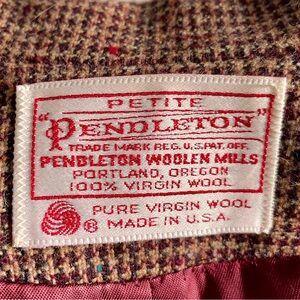 PETITE
"PENDLETON"
TRADE MARK REG. U.S. PAT. OFF.
PENDLETON WOOLEN MILLS
PORTLAND, OREGON
100% VIRGIN WOOL
PURE VIRGIN WOOL
® MADE IN U.S.A.